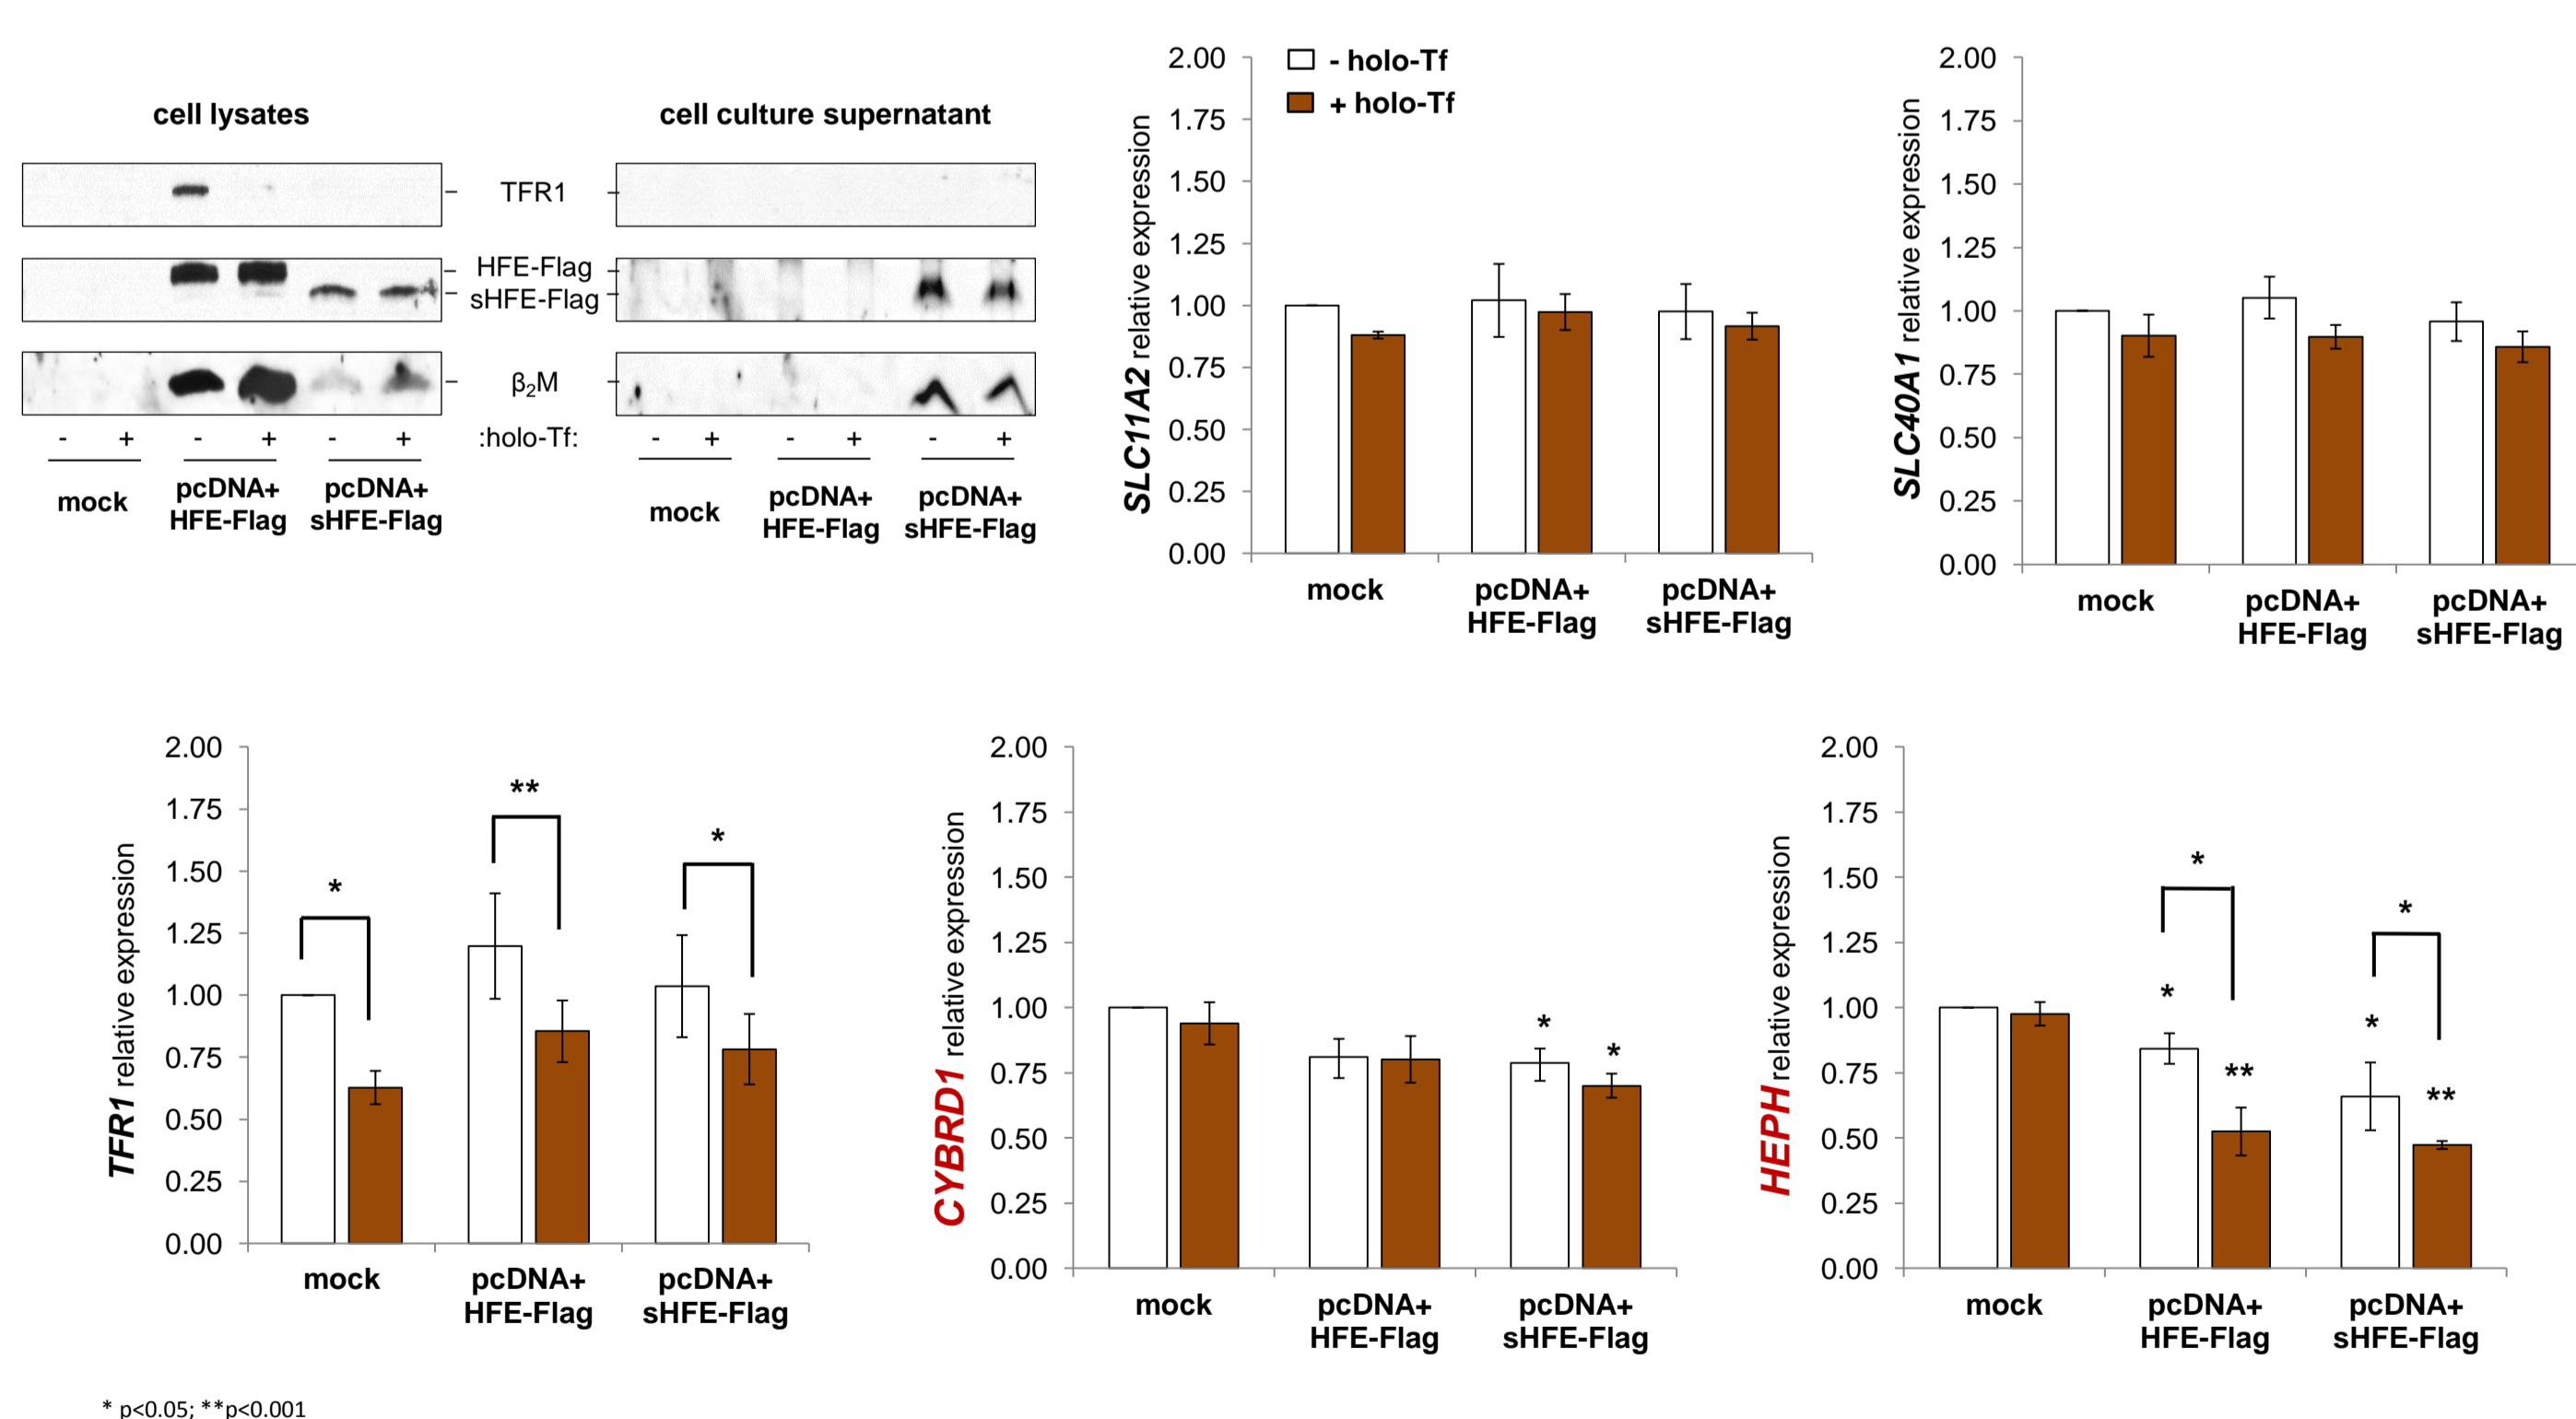 cell lysates
cell culture supernatant
TFR1
HFE-Flag
sHFE-Flag
β₂M
- + - + - + :holo-Tf: - + - + - +
mock
pcDNA+
HFE-Flag
pcDNA+
sHFE-Flag
mock
pcDNA+
HFE-Flag
pcDNA+
sHFE-Flag
- holo-Tf
+ holo-Tf
SLC11A2 relative expression
2.00
1.75
1.50
1.25
1.00
0.75
0.50
0.25
0.00
mock
pcDNA+
HFE-Flag
pcDNA+
sHFE-Flag
SLC40A1 relative expression
2.00
1.75
1.50
1.25
1.00
0.75
0.50
0.25
0.00
mock
pcDNA+
HFE-Flag
pcDNA+
sHFE-Flag
TFR1 relative expression
2.00
1.75
1.50
1.25
1.00
0.75
0.50
0.25
0.00
*
**
*
mock
pcDNA+
HFE-Flag
pcDNA+
sHFE-Flag
CYBRD1 relative expression
2.00
1.75
1.50
1.25
1.00
0.75
0.50
0.25
0.00
*
*
mock
pcDNA+
HFE-Flag
pcDNA+
sHFE-Flag
HEPH relative expression
2.00
1.75
1.50
1.25
1.00
0.75
0.50
0.25
0.00
*
*
*
*
**
**
mock
pcDNA+
HFE-Flag
pcDNA+
sHFE-Flag
* p<0.05; **p<0.001